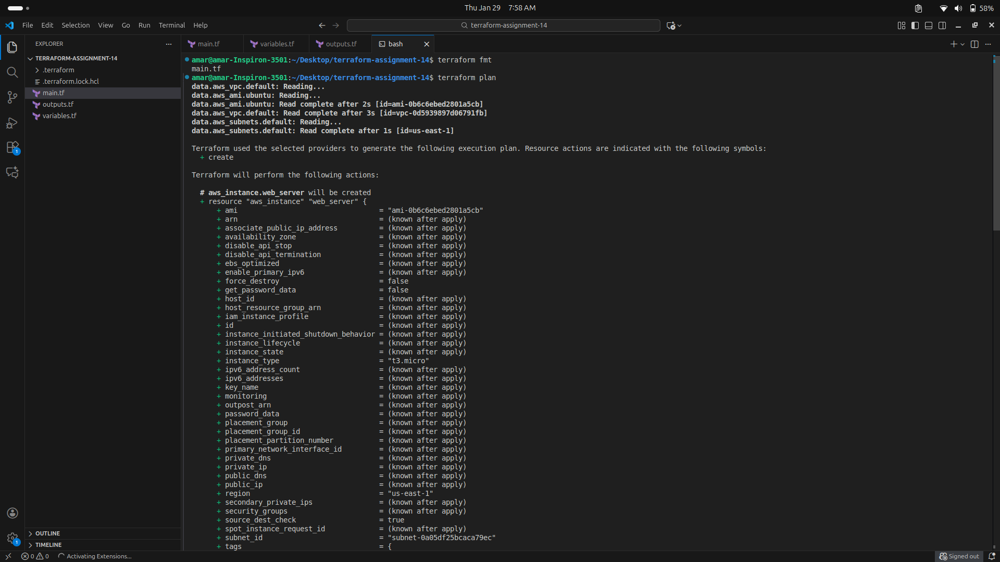 Thu Jan 29 7:58 AM
58%
File Edit Selection View Go Run Terminal Help
terraform-assignment-14
EXPLORER
TERRAFORM-ASSIGNMENT-14
.terraform
.terraform.lock.hcl
main.tf
outputs.tf
variables.tf
1
1
OUTLINE
TIMELINE
main.tf variables.tf outputs.tf bash
amar@amar-Inspiron-3501:~/Desktop/terraform-assignment-14$ terraform fmt
main.tf
amar@amar-Inspiron-3501:~/Desktop/terraform-assignment-14$ terraform plan
data.aws_vpc.default: Reading...
data.aws_ami.ubuntu: Reading...
data.aws_ami.ubuntu: Read complete after 2s [id=ami-0b6c6ebed2801a5cb]
data.aws_vpc.default: Read complete after 3s [id=vpc-0d5939897d06791fb]
data.aws_subnets.default: Reading...
data.aws_subnets.default: Read complete after 1s [id=us-east-1]
Terraform used the selected providers to generate the following execution plan. Resource actions are indicated with the following symbols:
+ create
Terraform will perform the following actions:
# aws_instance.web_server will be created
+ resource "aws_instance" "web_server" {
+ ami = "ami-0b6c6ebed2801a5cb"
+ arn = (known after apply)
+ associate_public_ip_address = (known after apply)
+ availability_zone = (known after apply)
+ disable_api_stop = (known after apply)
+ disable_api_termination = (known after apply)
+ ebs_optimized = (known after apply)
+ enable_primary_ipv6 = (known after apply)
+ force_destroy = false
+ get_password_data = false
+ host_id = (known after apply)
+ host_resource_group_arn = (known after apply)
+ iam_instance_profile = (known after apply)
+ id = (known after apply)
+ instance_initiated_shutdown_behavior = (known after apply)
+ instance_lifecycle = (known after apply)
+ instance_state = (known after apply)
+ instance_type = "t3.micro"
+ ipv6_address_count = (known after apply)
+ ipv6_addresses = (known after apply)
+ key_name = (known after apply)
+ monitoring = (known after apply)
+ outpost_arn = (known after apply)
+ password_data = (known after apply)
+ placement_group = (known after apply)
+ placement_group_id = (known after apply)
+ placement_partition_number = (known after apply)
+ primary_network_interface_id = (known after apply)
+ private_dns = (known after apply)
+ private_ip = (known after apply)
+ public_dns = (known after apply)
+ public_ip = (known after apply)
+ region = "us-east-1"
+ secondary_private_ips = (known after apply)
+ security_groups = (known after apply)
+ source_dest_check = true
+ spot_instance_request_id = (known after apply)
+ subnet_id = "subnet-0a05df25bcaca79ec"
+ tags = {
0 0 Activating Extensions...
Signed out